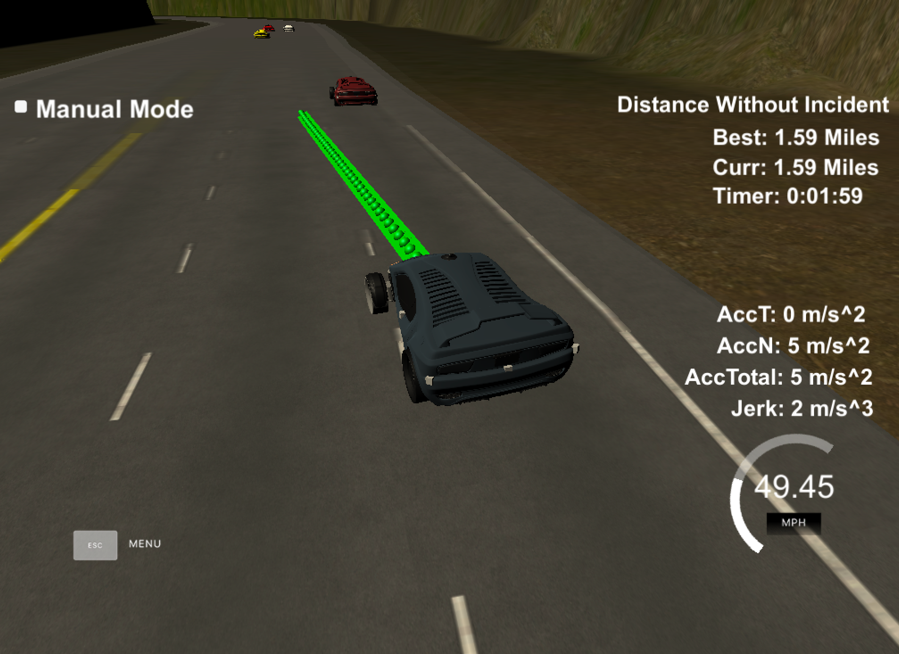 Manual Mode
Distance Without Incident
Best: 1.59 Miles
Curr: 1.59 Miles
Timer: 0:01:59
AccT: 0 m/s^2
AccN: 5 m/s^2
AccTotal: 5 m/s^2
Jerk: 2 m/s^3
49.45
MPH
ESC MENU